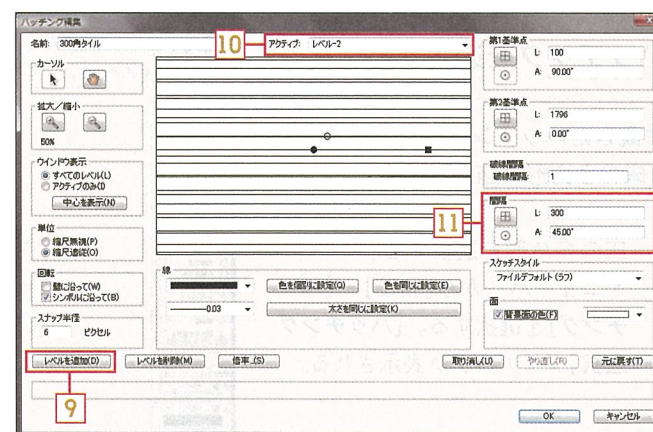 ハッチング編集
名前: 300角タイル
10
アクティブ: レベル-2
カーソル
拡大/縮小
50%
ウインドウ表示
すべてのレベル(L)
アクティブのみ(I)
中心を表示(N)
単位
縮尺無視(P)
縮尺追従(O)
回転
壁に沿って(W)
シンボルに沿って(B)
スナップ半径
6 ピクセル
線
色を個別に設定(Q)
色を同じに設定(E)
0.03
太さを同じに設定(K)
第1基準点
L: 100
A: 90.00°
第2基準点
L: 1796
A: 0.00°
破線間隔
破線間隔: 1
11
間隔
L: 300
A: 45.00°
スケッチスタイル
ファイルデフォルト (ラフ)
面
背景面の色(F)
レベルを追加(D)
レベルを削除(M)
倍率...(S)
取り消し(U)
やり直し(R)
元に戻す(T)
9
OK
キャンセル